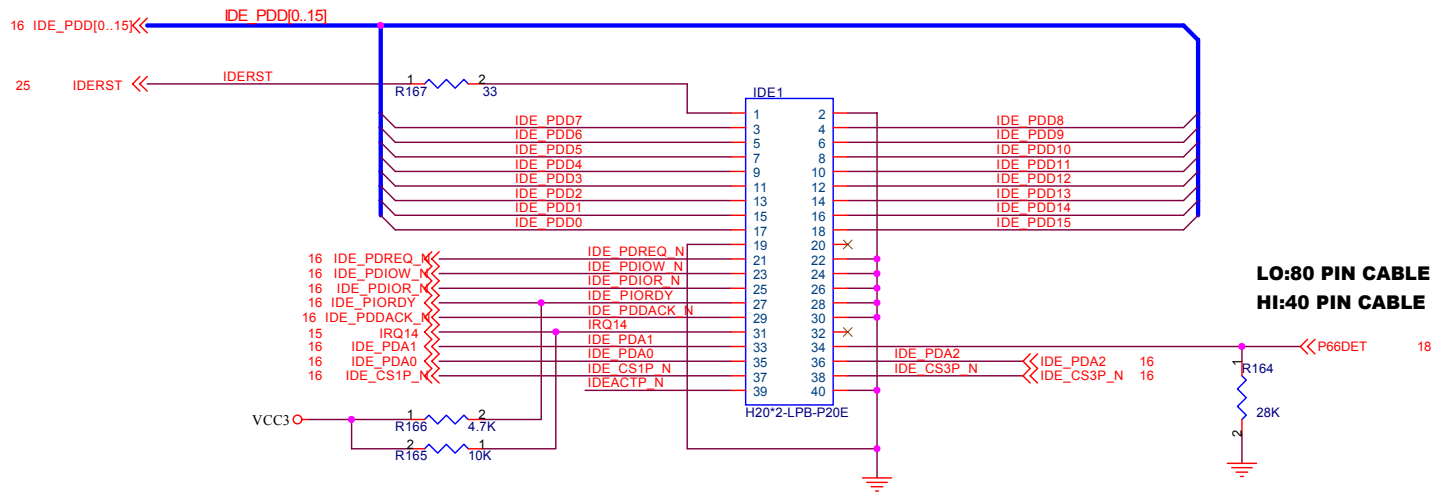 IDE_PDD[0..15]
16 IDE_PDD[0..15]
25 IDERST IDERST 1 2
R167 33
IDE1
1 2
IDE_PDD7 3 4 IDE_PDD8
IDE_PDD6 5 6 IDE_PDD9
IDE_PDD5 7 8 IDE_PDD10
IDE_PDD4 9 10 IDE_PDD11
IDE_PDD3 11 12 IDE_PDD12
IDE_PDD2 13 14 IDE_PDD13
IDE_PDD1 15 16 IDE_PDD14
IDE_PDD0 17 18 IDE_PDD15
19 20
16 IDE_PDREQ_N IDE_PDREQ_N 21 22
16 IDE_PDIOW_N IDE_PDIOW_N 23 24
16 IDE_PDIOR_N IDE_PDIOR_N 25 26
16 IDE_PIORDY IDE_PIORDY 27 28
16 IDE_PDDACK_N IDE_PDDACK_N 29 30
15 IRQ14 IRQ14 31 32
16 IDE_PDA1 IDE_PDA1 33 34
16 IDE_PDA0 IDE_PDA0 35 36 IDE_PDA2 IDE_PDA2 16
16 IDE_CS1P_N IDE_CS1P_N 37 38 IDE_CS3P_N IDE_CS3P_N 16
IDEACTP_N 39 40
H20*2-LPB-P20E
LO:80 PIN CABLE
HI:40 PIN CABLE
P66DET 18
1
R164
28K
2
VCC3
1 2
R166 4.7K
2 1
R165 10K